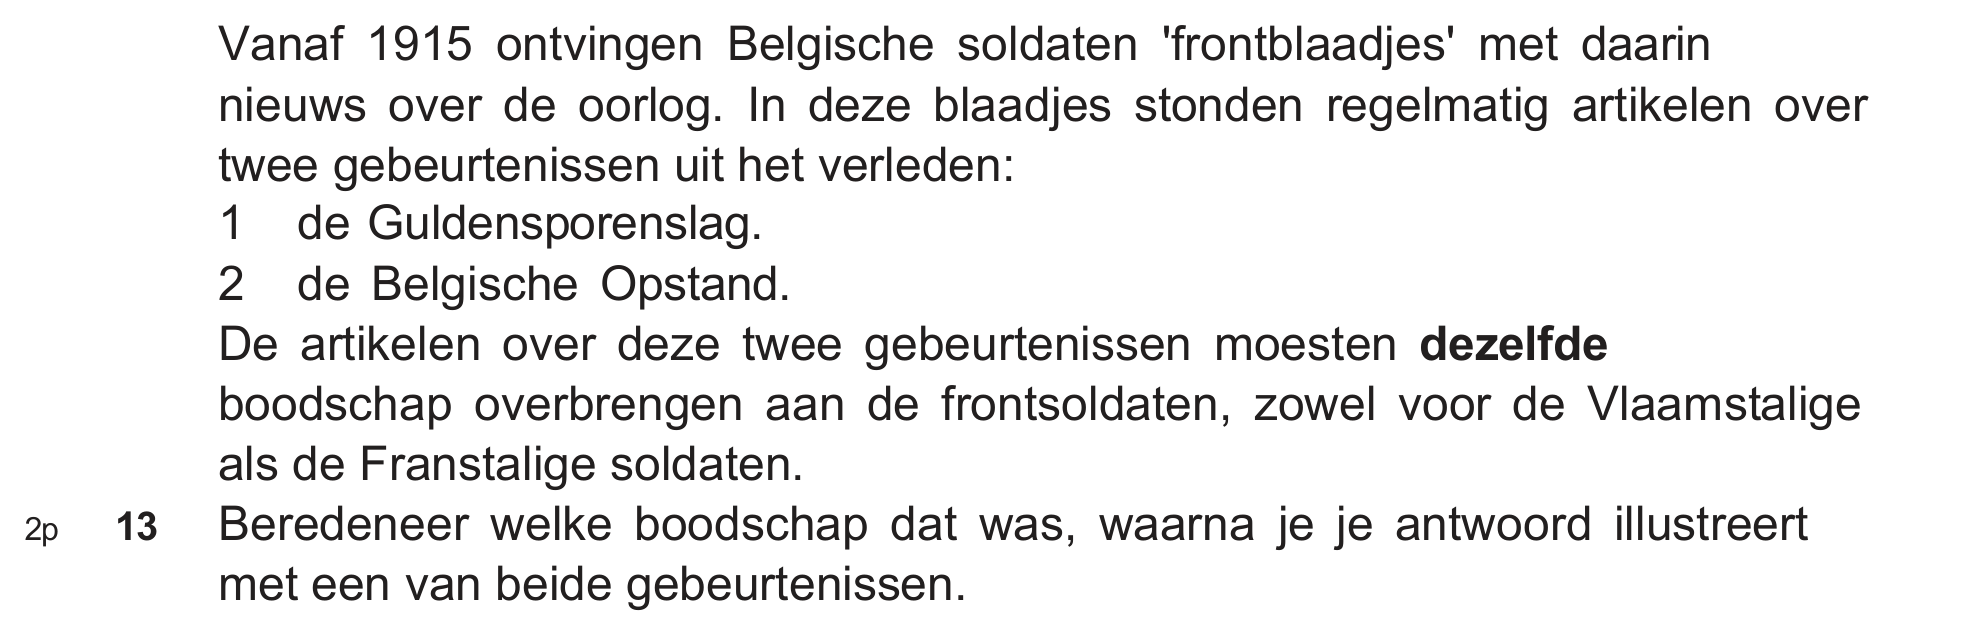 Vanaf 1915 ontvingen Belgische soldaten 'frontblaadjes' met daarin
nieuws over de oorlog. In deze blaadjes stonden regelmatig artikelen over
twee gebeurtenissen uit het verleden:
1 de Guldensporenslag.
2 de Belgische Opstand.
De artikelen over deze twee gebeurtenissen moesten dezelfde
boodschap overbrengen aan de frontsoldaten, zowel voor de Vlaamstalige
als de Franstalige soldaten.
2p 13 Beredeneer welke boodschap dat was, waarna je je antwoord illustreert
met een van beide gebeurtenissen.